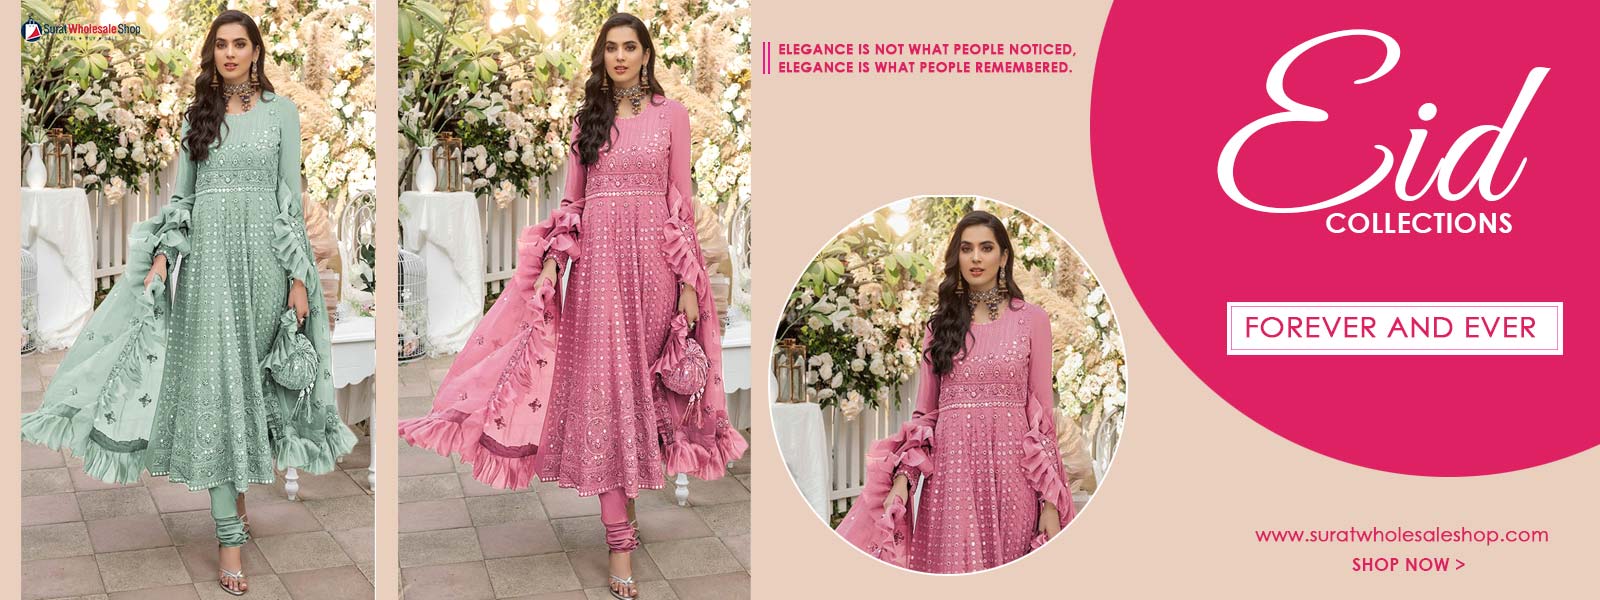 SuratWholesaleShop
ELEGANCE IS NOT WHAT PEOPLE NOTICED,
ELEGANCE IS WHAT PEOPLE REMEMBERED.
Eid
COLLECTIONS
FOREVER AND EVER
www.suratwholesaleshop.com
SHOP NOW >